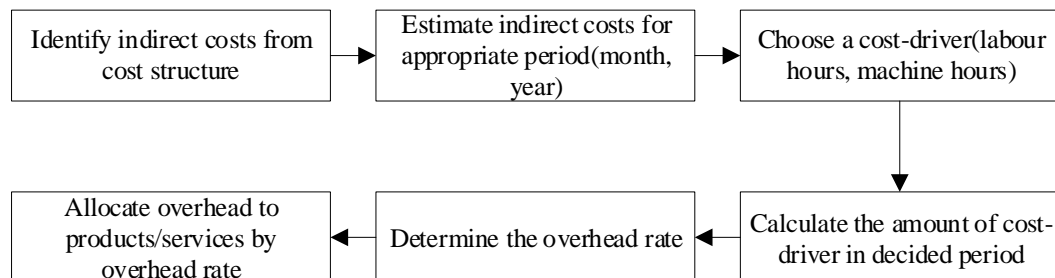 Identify indirect costs from
cost structure
Estimate indirect costs for
appropriate period(month,
year)
Choose a cost-driver(labour
hours, machine hours)
Calculate the amount of cost-
driver in decided period
Determine the overhead rate
Allocate overhead to
products/services by
overhead rate